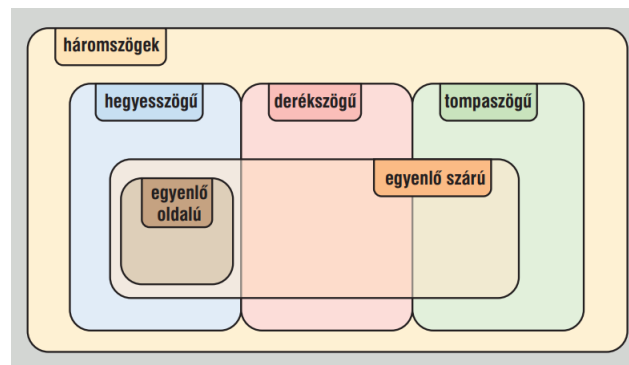 háromszögek
hegyesszögű
derékszögű
tompaszögű
egyenlő szárú
egyenlő
oldalú